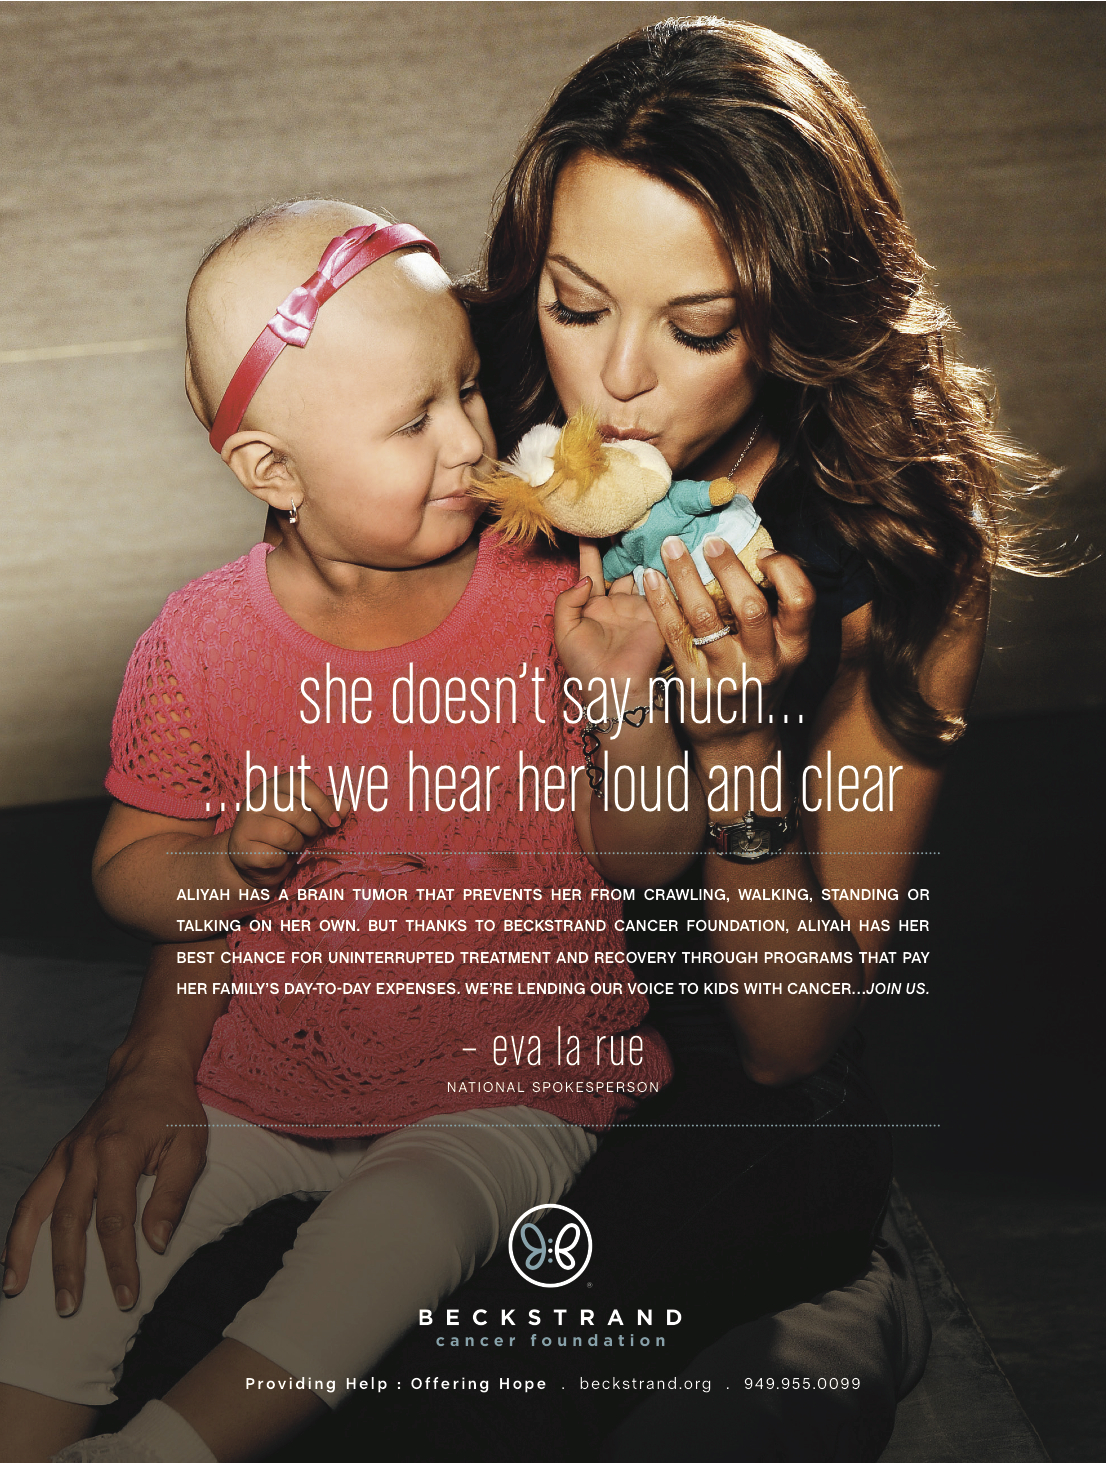 she doesn't say much...
...but we hear her loud and clear
ALIYAH HAS A BRAIN TUMOR THAT PREVENTS HER FROM CRAWLING, WALKING, STANDING OR
TALKING ON HER OWN. BUT THANKS TO BECKSTRAND CANCER FOUNDATION, ALIYAH HAS HER
BEST CHANCE FOR UNINTERRUPTED TREATMENT AND RECOVERY THROUGH PROGRAMS THAT PAY
HER FAMILY'S DAY-TO-DAY EXPENSES. WE'RE LENDING OUR VOICE TO KIDS WITH CANCER...JOIN US.
– eva la rue
NATIONAL SPOKESPERSON
®
BECKSTRAND
cancer foundation
Providing Help : Offering Hope . beckstrand.org . 949.955.0099